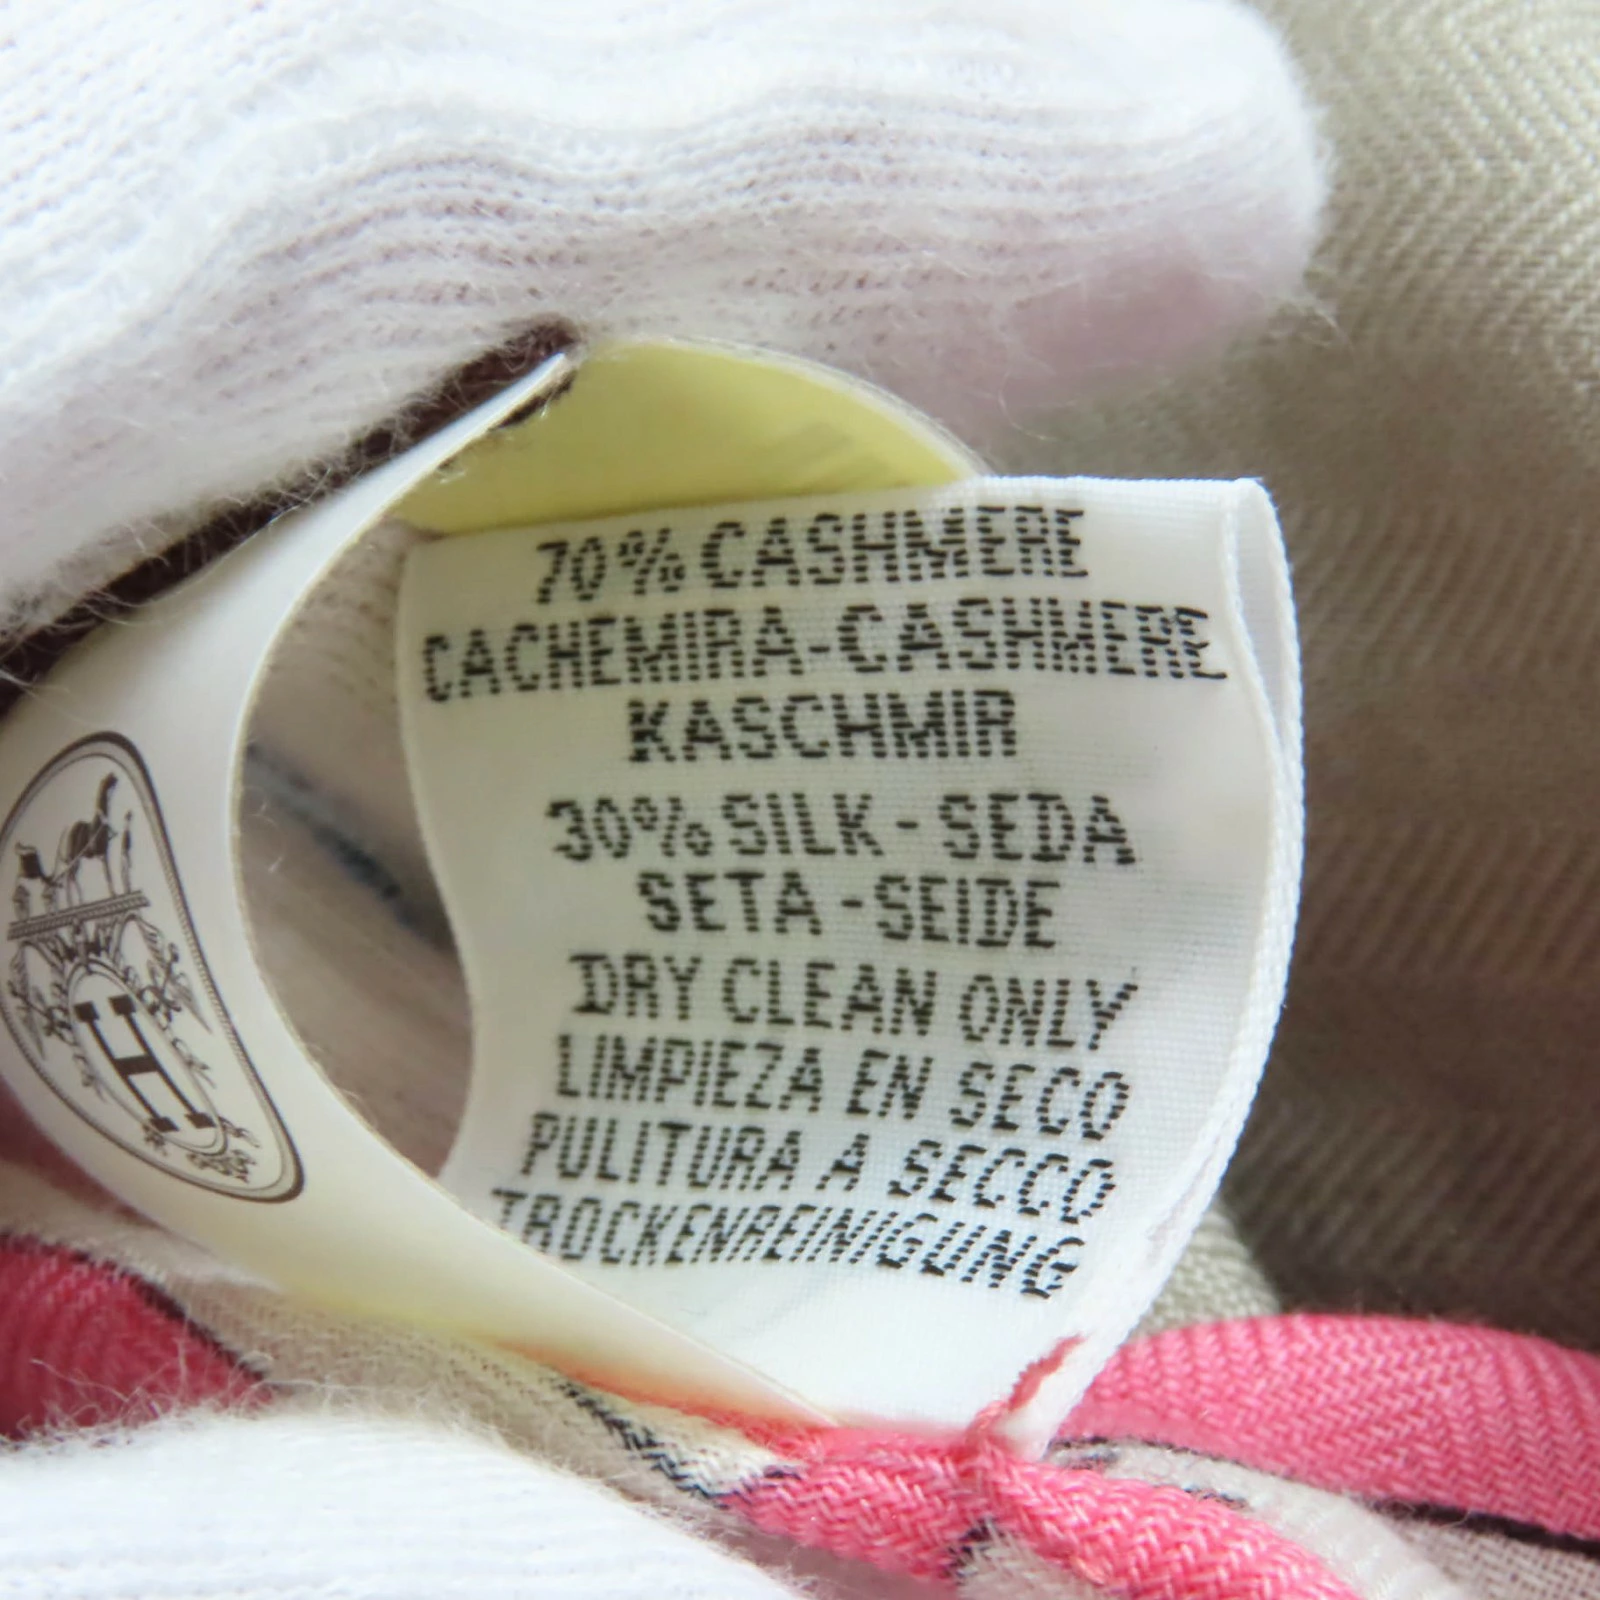 70% CASHMERE
CACHEMIRA-CASHMERE
KASCHMIR
30% SILK - SEDA
SETA - SEIDE
DRY CLEAN ONLY
LIMPIEZA EN SECO
PULITURA A SECCO
TROCKENREINIGUNG
H